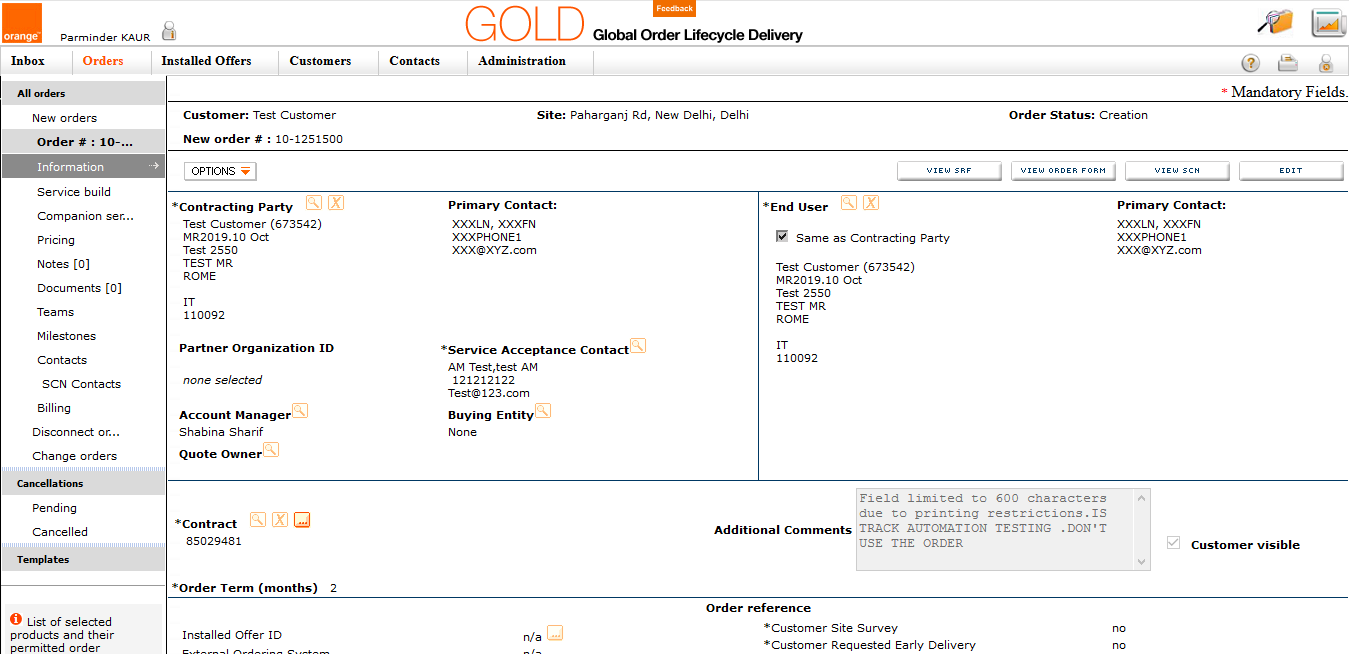 Feedback
orange™
Parminder KAUR
GOLD Global Order Lifecycle Delivery
Inbox Orders Installed Offers Customers Contacts Administration
All orders
New orders
Order # : 10-...
Information
Service build
Companion ser...
Pricing
Notes [0]
Documents [0]
Teams
Milestones
Contacts
SCN Contacts
Billing
Disconnect or...
Change orders
Cancellations
Pending
Cancelled
Templates
List of selected
products and their
permitted order
* Mandatory Fields.
Customer: Test Customer Site: Paharganj Rd, New Delhi, Delhi Order Status: Creation
New order # : 10-1251500
OPTIONS VIEW SRF VIEW ORDER FORM VIEW SCN EDIT
*Contracting Party
Test Customer (673542)
MR2019.10 Oct
Test 2550
TEST MR
ROME
IT
110092
Primary Contact:
XXXLN, XXXFN
XXXPHONE1
XXX@XYZ.com
Partner Organization ID
none selected
*Service Acceptance Contact
AM Test,test AM
121212122
Test@123.com
Account Manager
Shabina Sharif
Buying Entity
None
Quote Owner
*End User
Same as Contracting Party
Test Customer (673542)
MR2019.10 Oct
Test 2550
TEST MR
ROME
IT
110092
Primary Contact:
XXXLN, XXXFN
XXXPHONE1
XXX@XYZ.com
*Contract
85029481
Additional Comments
Field limited to 600 characters
due to printing restrictions.IS
TRACK AUTOMATION TESTING .DON'T
USE THE ORDER
Customer visible
*Order Term (months) 2
Order reference
Installed Offer ID n/a ...
External Ordering System n/a
*Customer Site Survey no
*Customer Requested Early Delivery no